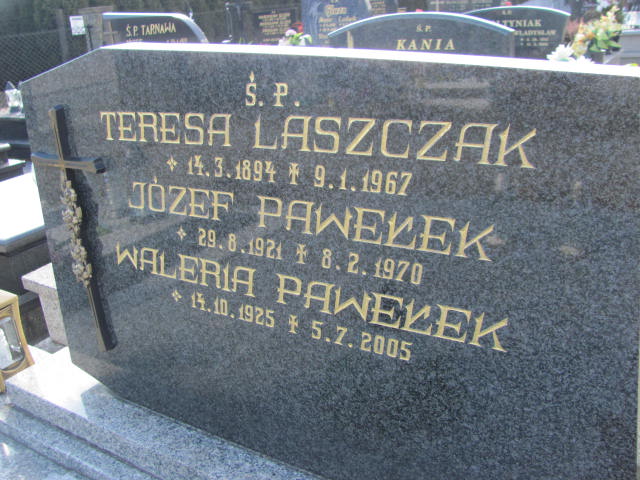 Ś.P. TARNAWA
Ś.P.
KANIA
Ś.P.
TERESA LASZCZAK
✣ 14.3.1894 ✝ 9.1.1967
JÓZEF PAWEŁEK
✣ 29.8.1921 ✝ 8.2.1970
WALERIA PAWEŁEK
✣ 14.10.1925 ✝ 5.7.2005